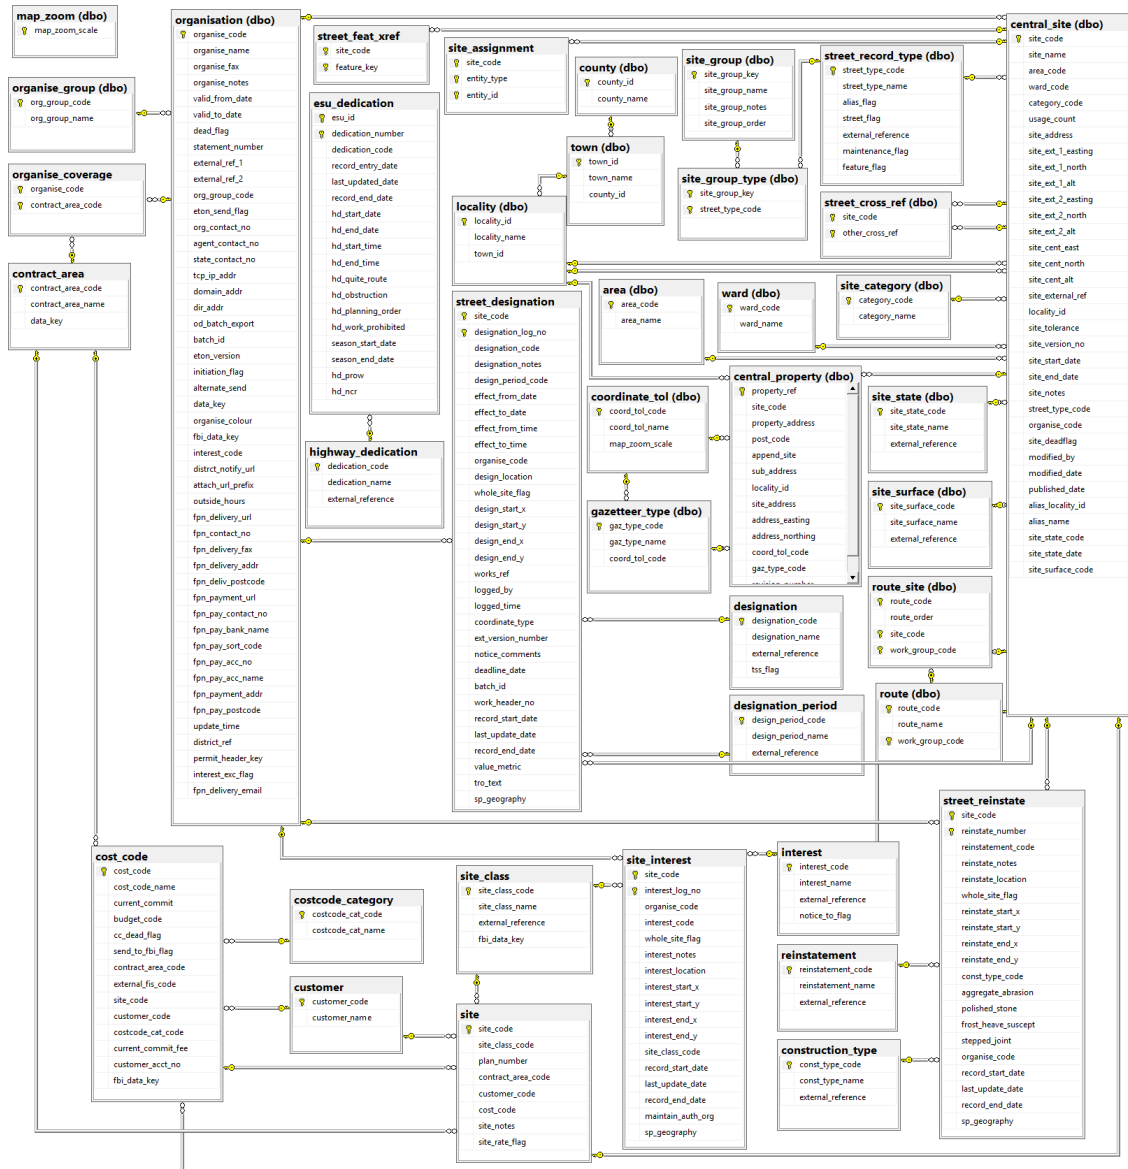 map_zoom (dbo)
map_zoom_scale
organise_group (dbo)
org_group_code
org_group_name
organise_coverage
organise_code
contract_area_code
contract_area
contract_area_code
contract_area_name
data_key
organisation (dbo)
organise_code
organise_name
organise_fax
organise_notes
valid_from_date
valid_to_date
dead_flag
statement_number
external_ref_1
external_ref_2
org_group_code
eton_send_flag
org_contact_no
agent_contact_no
state_contact_no
tcp_ip_addr
domain_addr
dir_addr
od_batch_export
batch_id
eton_version
initiation_flag
alternate_send
data_key
organise_colour
fbi_data_key
interest_code
distrct_notify_url
attach_url_prefix
outside_hours
fpn_delivery_url
fpn_contact_no
fpn_delivery_fax
fpn_delivery_addr
fpn_deliv_postcode
fpn_payment_url
fpn_pay_contact_no
fpn_pay_bank_name
fpn_pay_sort_code
fpn_pay_acc_no
fpn_pay_acc_name
fpn_payment_addr
fpn_pay_postcode
update_time
district_ref
permit_header_key
interest_exc_flag
fpn_delivery_email
street_feat_xref
site_code
feature_key
esu_dedication
esu_id
dedication_number
dedication_code
record_entry_date
last_updated_date
record_end_date
hd_start_date
hd_end_date
hd_start_time
hd_end_time
hd_quite_route
hd_obstruction
hd_planning_order
hd_work_prohibited
season_start_date
season_end_date
hd_prow
hd_ncr
highway_dedication
dedication_code
dedication_name
external_reference
site_assignment
site_code
entity_type
entity_id
county (dbo)
county_id
county_name
town (dbo)
town_id
town_name
county_id
locality (dbo)
locality_id
locality_name
town_id
street_designation
site_code
designation_log_no
designation_code
designation_notes
design_period_code
effect_from_date
effect_to_date
effect_from_time
effect_to_time
organise_code
design_location
whole_site_flag
design_start_x
design_start_y
design_end_x
design_end_y
works_ref
logged_by
logged_time
coordinate_type
ext_version_number
notice_comments
deadline_date
batch_id
work_header_no
record_start_date
last_update_date
record_end_date
value_metric
tro_text
sp_geography
site_group (dbo)
site_group_key
site_group_name
site_group_notes
site_group_order
site_group_type (dbo)
site_group_key
street_type_code
street_record_type (dbo)
street_type_code
street_type_name
alias_flag
street_flag
external_reference
maintenance_flag
feature_flag
street_cross_ref (dbo)
site_code
other_cross_ref
area (dbo)
area_code
area_name
ward (dbo)
ward_code
ward_name
site_category (dbo)
category_code
category_name
coordinate_tol (dbo)
coord_tol_code
coord_tol_name
map_zoom_scale
gazetteer_type (dbo)
gaz_type_code
gaz_type_name
coord_tol_code
central_property (dbo)
property_ref
site_code
property_address
post_code
append_site
sub_address
locality_id
site_address
address_easting
address_northing
coord_tol_code
gaz_type_code
revision_number
site_state (dbo)
site_state_code
site_state_name
external_reference
site_surface (dbo)
site_surface_code
site_surface_name
external_reference
route_site (dbo)
route_code
route_order
site_code
work_group_code
route (dbo)
route_code
route_name
work_group_code
designation
designation_code
designation_name
external_reference
tss_flag
designation_period
design_period_code
design_period_name
external_reference
central_site (dbo)
site_code
site_name
area_code
ward_code
category_code
usage_count
site_address
site_ext_1_easting
site_ext_1_north
site_ext_1_alt
site_ext_2_easting
site_ext_2_north
site_ext_2_alt
site_cent_east
site_cent_north
site_cent_alt
site_external_ref
locality_id
site_tolerance
site_version_no
site_start_date
site_end_date
site_notes
street_type_code
organise_code
site_deadflag
modified_by
modified_date
published_date
alias_locality_id
alias_name
site_state_code
site_state_date
site_surface_code
cost_code
cost_code
cost_code_name
current_commit
budget_code
cc_dead_flag
send_to_fbi_flag
contract_area_code
external_fis_code
site_code
customer_code
costcode_cat_code
current_commit_fee
customer_acct_no
fbi_data_key
costcode_category
costcode_cat_code
costcode_cat_name
customer
customer_code
customer_name
site_class
site_class_code
site_class_name
external_reference
fbi_data_key
site
site_code
site_class_code
plan_number
contract_area_code
customer_code
cost_code
site_notes
site_rate_flag
site_interest
site_code
interest_log_no
organise_code
interest_code
whole_site_flag
interest_notes
interest_location
interest_start_x
interest_start_y
interest_end_x
interest_end_y
site_class_code
record_start_date
last_update_date
record_end_date
maintain_auth_org
sp_geography
interest
interest_code
interest_name
external_reference
notice_to_flag
reinstatement
reinstatement_code
reinstatement_name
external_reference
construction_type
const_type_code
const_type_name
external_reference
street_reinstate
site_code
reinstate_number
reinstatement_code
reinstate_notes
reinstate_location
whole_site_flag
reinstate_start_x
reinstate_start_y
reinstate_end_x
reinstate_end_y
const_type_code
aggregate_abrasion
polished_stone
frost_heave_suscept
stepped_joint
organise_code
record_start_date
last_update_date
record_end_date
sp_geography